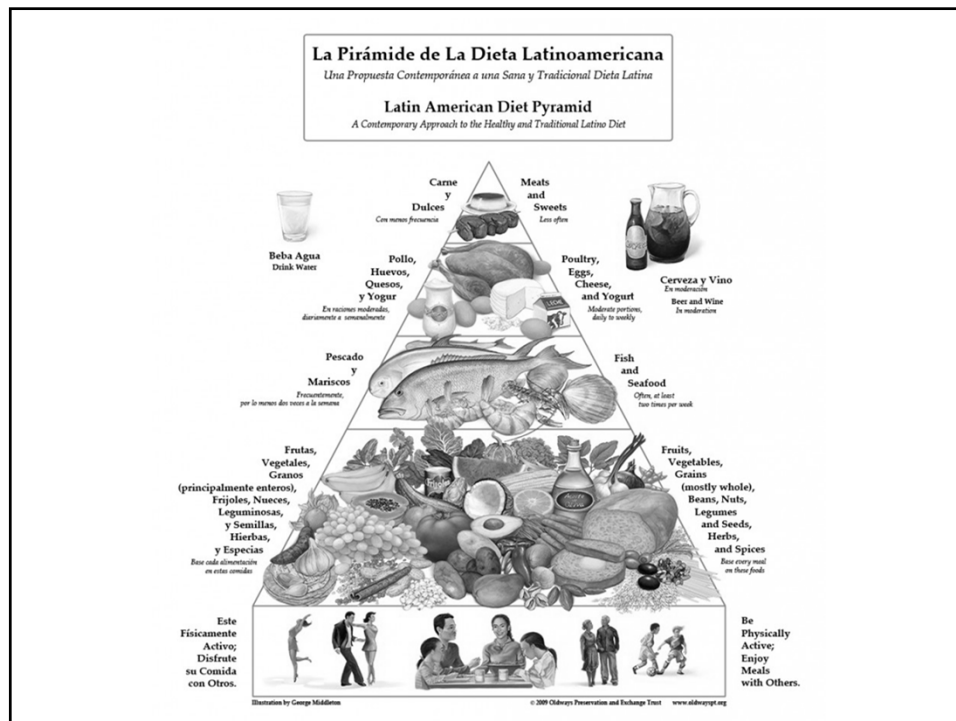 La Pirámide de La Dieta Latinoamericana
Una Propuesta Contemporánea a una Sana y Tradicional Dieta Latina
Latin American Diet Pyramid
A Contemporary Approach to the Healthy and Traditional Latino Diet
Carne
y
Dulces
Con menos frecuencia
Meats
and
Sweets
Less often
Beba Agua
Drink Water
Cerveza y Vino
En moderación
Beer and Wine
In moderation
Pollo,
Huevos,
Quesos,
y Yogur
En raciones moderadas,
diariamente a semanalmente
Poultry,
Eggs,
Cheese,
and Yogurt
Moderate portions,
daily to weekly
LECHE
Pescado
y
Mariscos
Frecuentemente,
por lo menos dos veces a la semana
Fish
and
Seafood
Often, at least
two times per week
Frutas,
Vegetales,
Granos
(principalmente enteros),
Frijoles, Nueces,
Leguminosas,
y Semillas,
Hierbas,
y Especias
Base cada alimentación
en estas comidas
Fruits,
Vegetables,
Grains
(mostly whole),
Beans, Nuts,
Legumes
and Seeds,
Herbs,
and Spices
Base every meal
on these foods
Este
Físicamente
Activo;
Disfrute
su Comida
con Otros.
Be
Physically
Active;
Enjoy
Meals
with Others.
Illustration by George Middleton
© 2009 Oldways Preservation and Exchange Trust www.oldwayspt.org